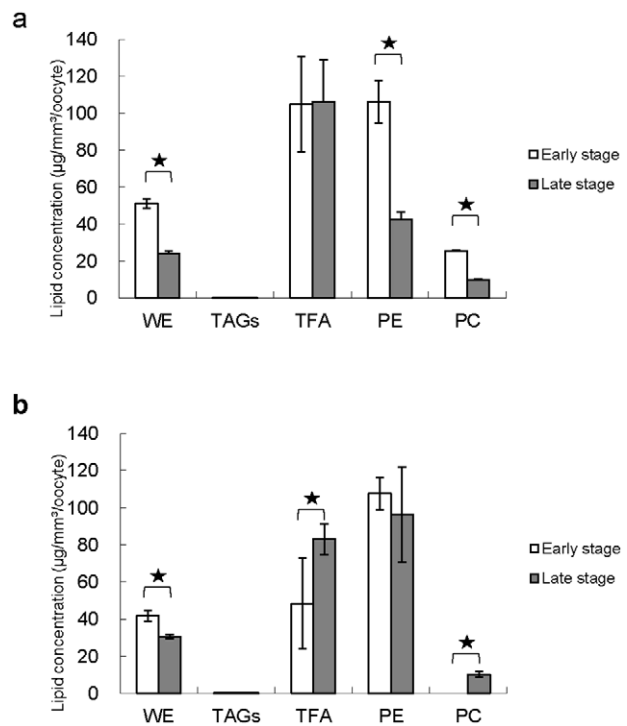 a
Lipid concentration (µg/mm³/oocyte)
140
120
100
80
60
40
20
0
★
★
★
WE TAGs TFA PE PC
Early stage
Late stage
b
Lipid concentration (µg/mm³/oocyte)
140
120
100
80
60
40
20
0
★
★
★
WE TAGs TFA PE PC
Early stage
Late stage